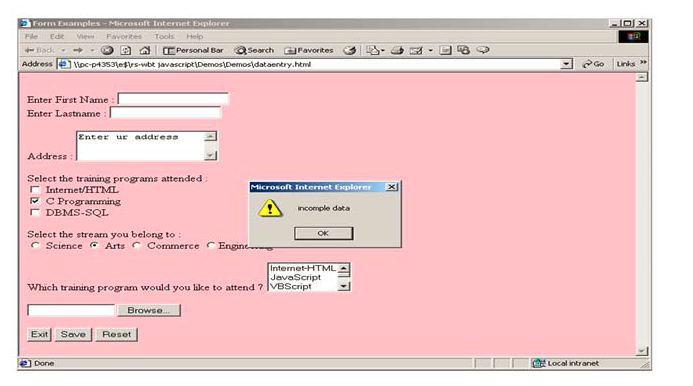 Form Examples - Microsoft Internet Explorer
File Edit View Favorites Tools Help
Back Personal Bar Search Favorites
Address \\pc-p4353\e$\rs-wbt javascript\Demos\Demos\dataentry.html Go Links »
Enter First Name :
Enter Lastname :
Enter ur address
Address :
Select the training programs attended :
Internet/HTML
C Programming
DBMS-SQL
Microsoft Internet Explorer
incomple data
OK
Select the stream you belong to :
Science Arts Commerce
Internet-HTML
JavaScript
VBScript
Which training program would you like to attend ?
Browse...
Exit Save Reset
Done Local intranet